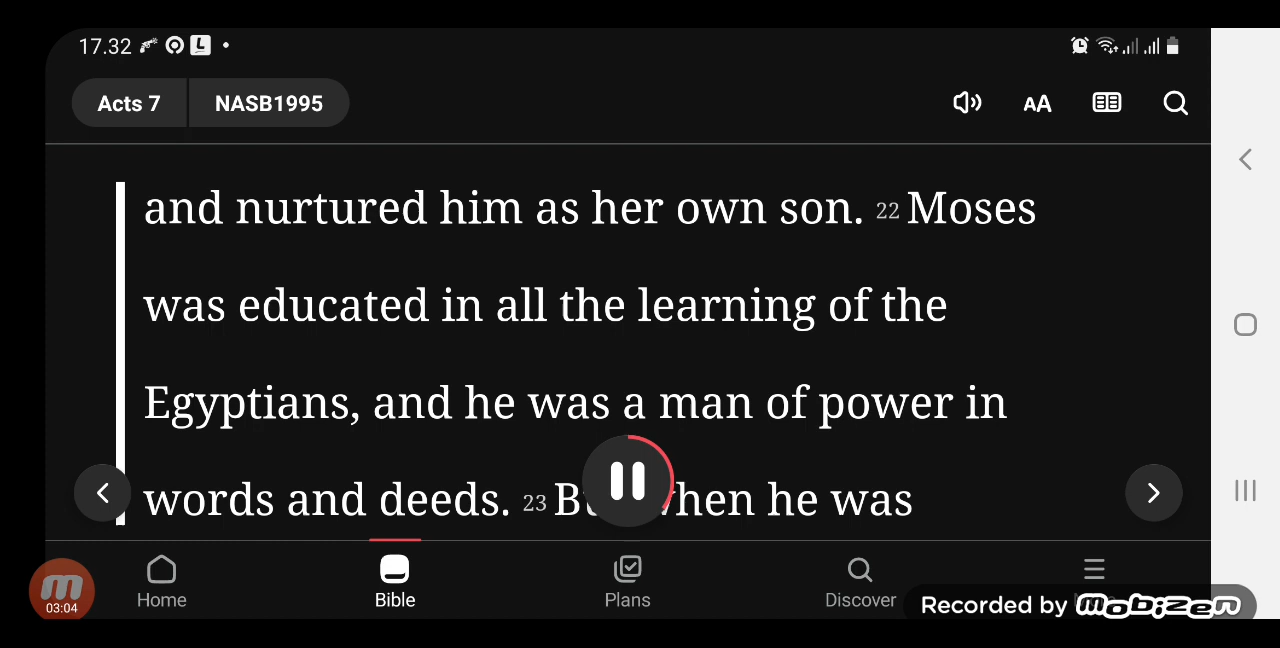 17.32
Acts 7 NASB1995
AA
and nurtured him as her own son. 22 Moses
was educated in all the learning of the
Egyptians, and he was a man of power in
words and deeds. 23 B when he was
Home Bible Plans Discover
03:04
Recorded by Mobizen